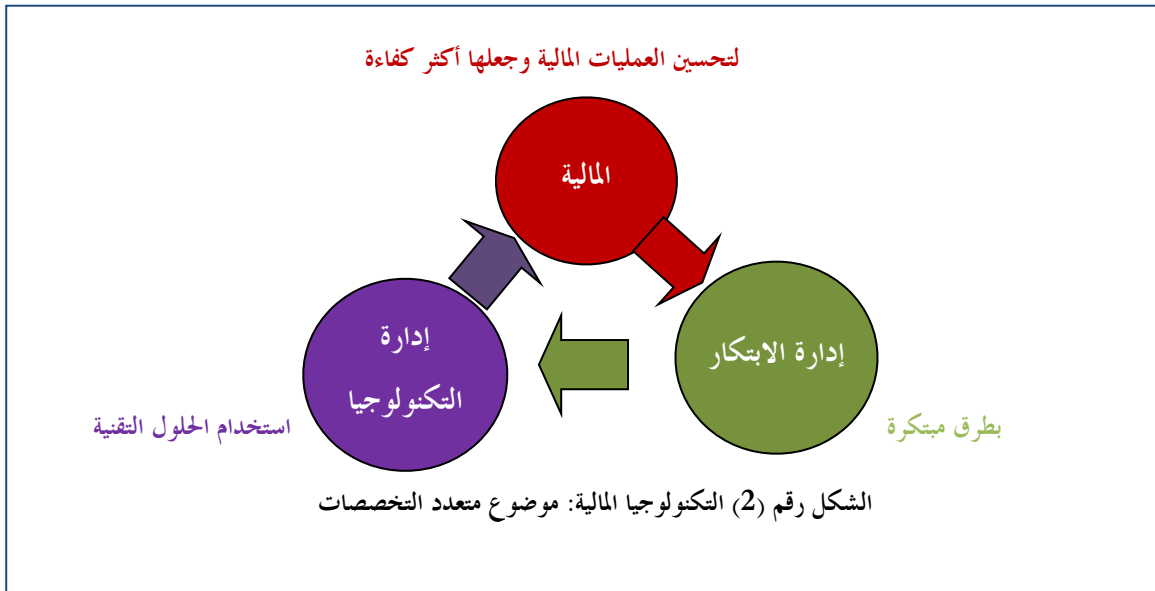 لتحسين العمليات المالية وجعلها أكثر كفاءة
المالية
إدارة الابتكار
إدارة
التكنولوجيا
بطرق مبتكرة
استخدام الحلول التقنية
الشكل رقم (2) التكنولوجيا المالية: موضوع متعدد التخصصات